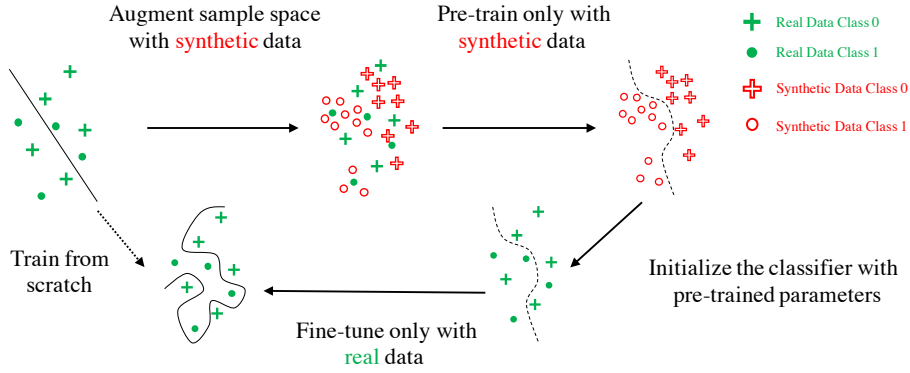 Augment sample space
with synthetic data
Pre-train only with
synthetic data
Real Data Class 0
Real Data Class 1
Synthetic Data Class 0
Synthetic Data Class 1
Train from
scratch
Initialize the classifier with
pre-trained parameters
Fine-tune only with
real data